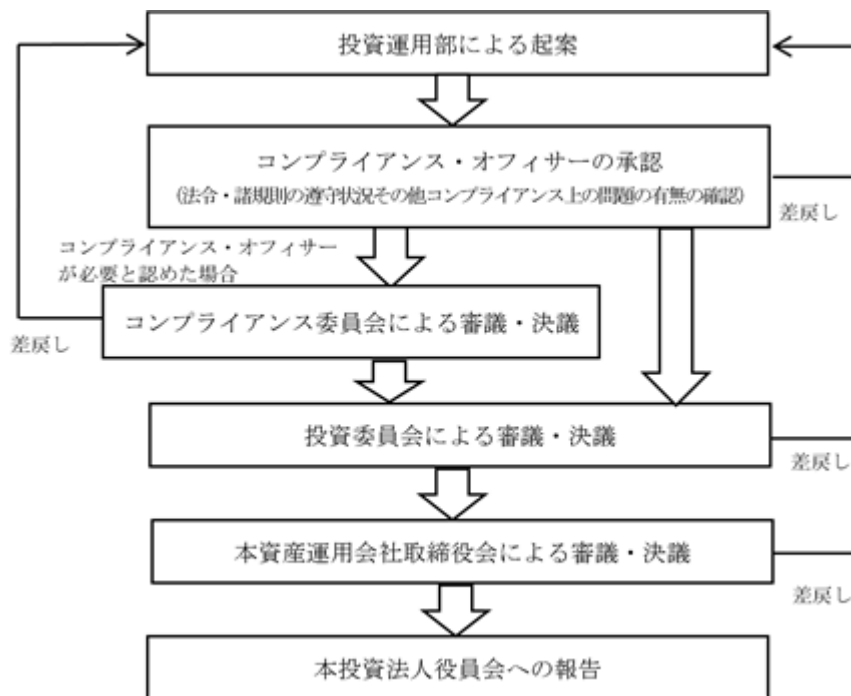 投資運用部による起案
コンプライアンス・オフィサーの承認
(法令・諸規則の遵守状況その他コンプライアンス上の問題の有無の確認)
差戻し
コンプライアンス・オフィサー
が必要と認めた場合
コンプライアンス委員会による審議・決議
差戻し
投資委員会による審議・決議
差戻し
本資産運用会社取締役会による審議・決議
差戻し
本投資法人役員会への報告